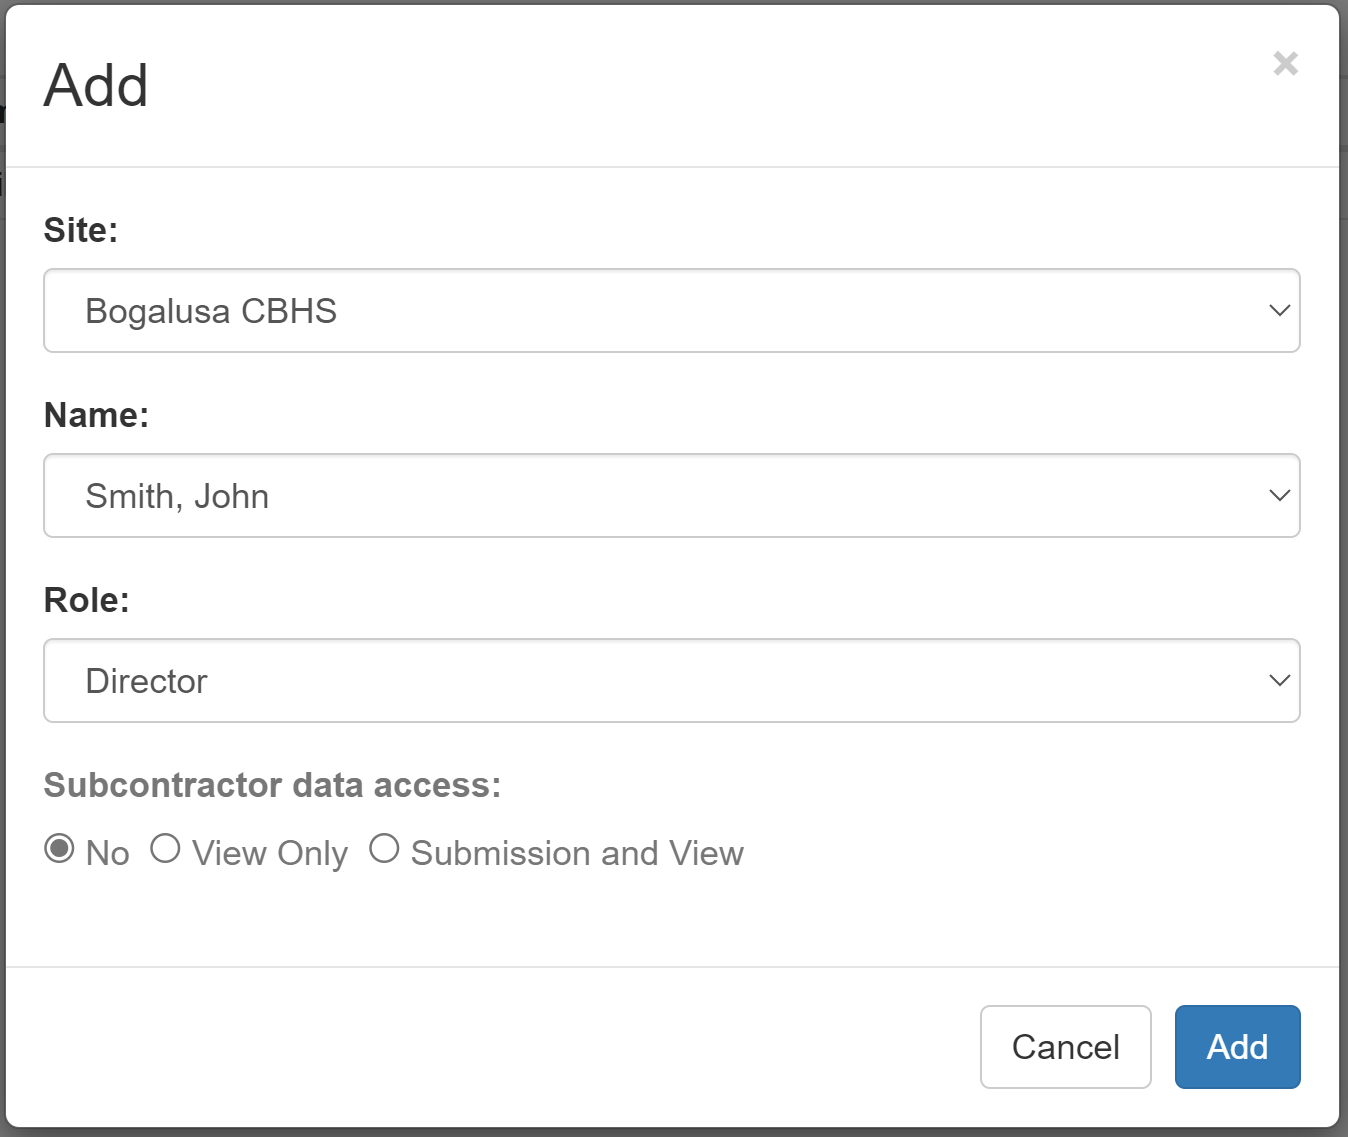 Add
×
Site:
Bogalusa CBHS
Name:
Smith, John
Role:
Director
Subcontractor data access:
No View Only Submission and View
Cancel Add